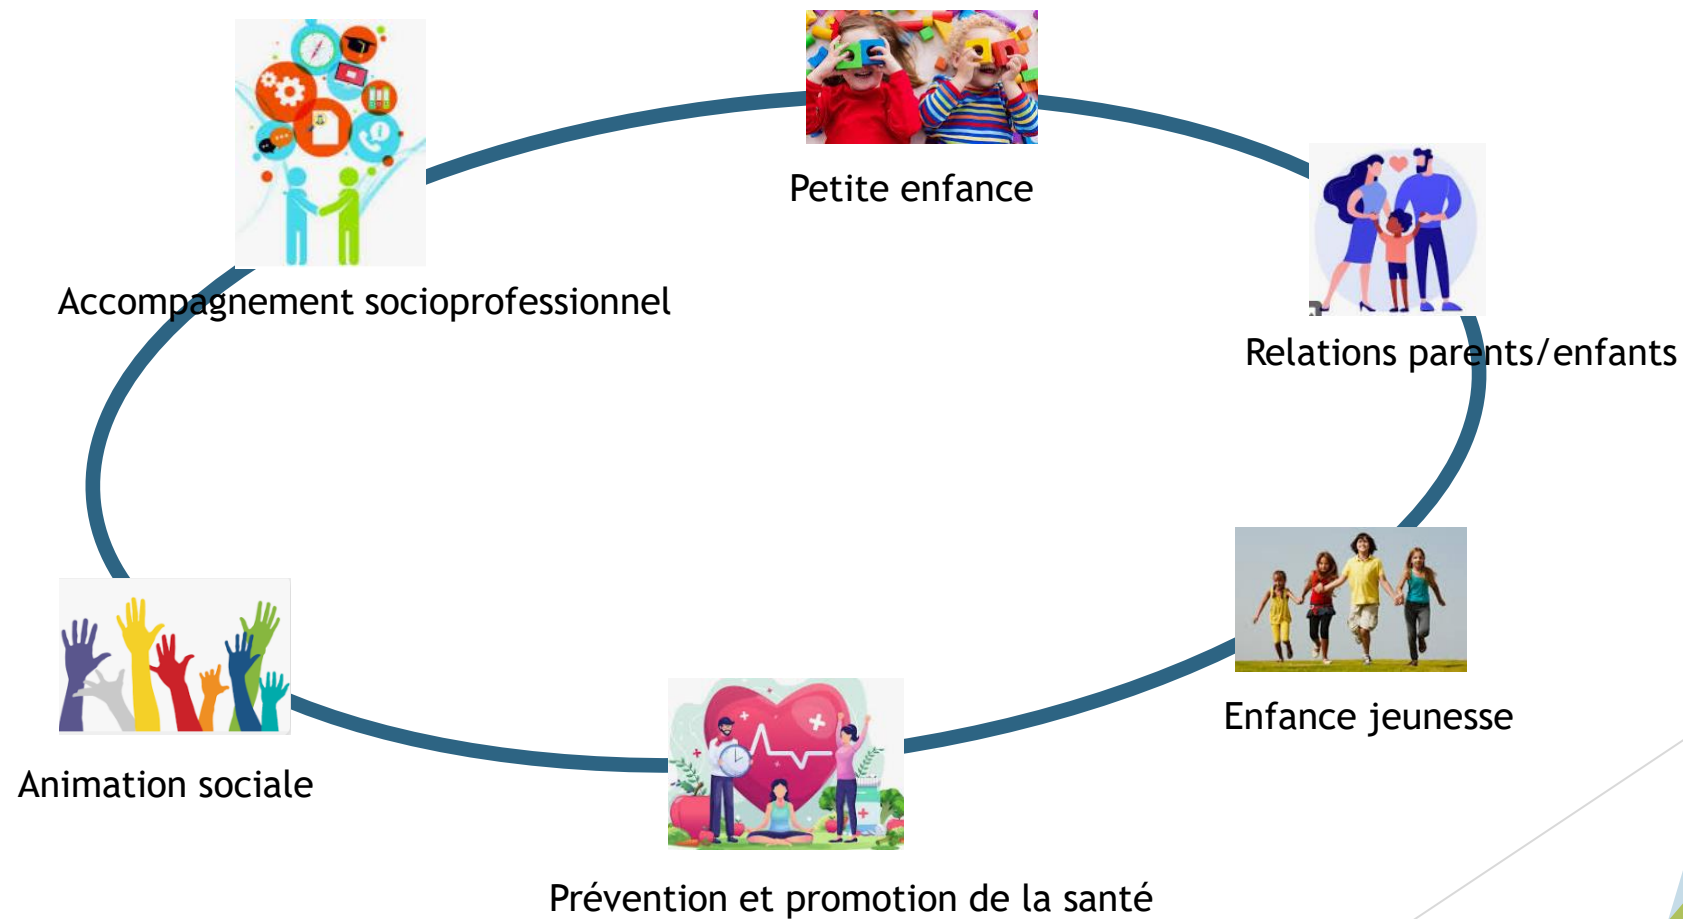 Petite enfance
Accompagnement socioprofessionnel
Relations parents/enfants
Enfance jeunesse
Animation sociale
Prévention et promotion de la santé